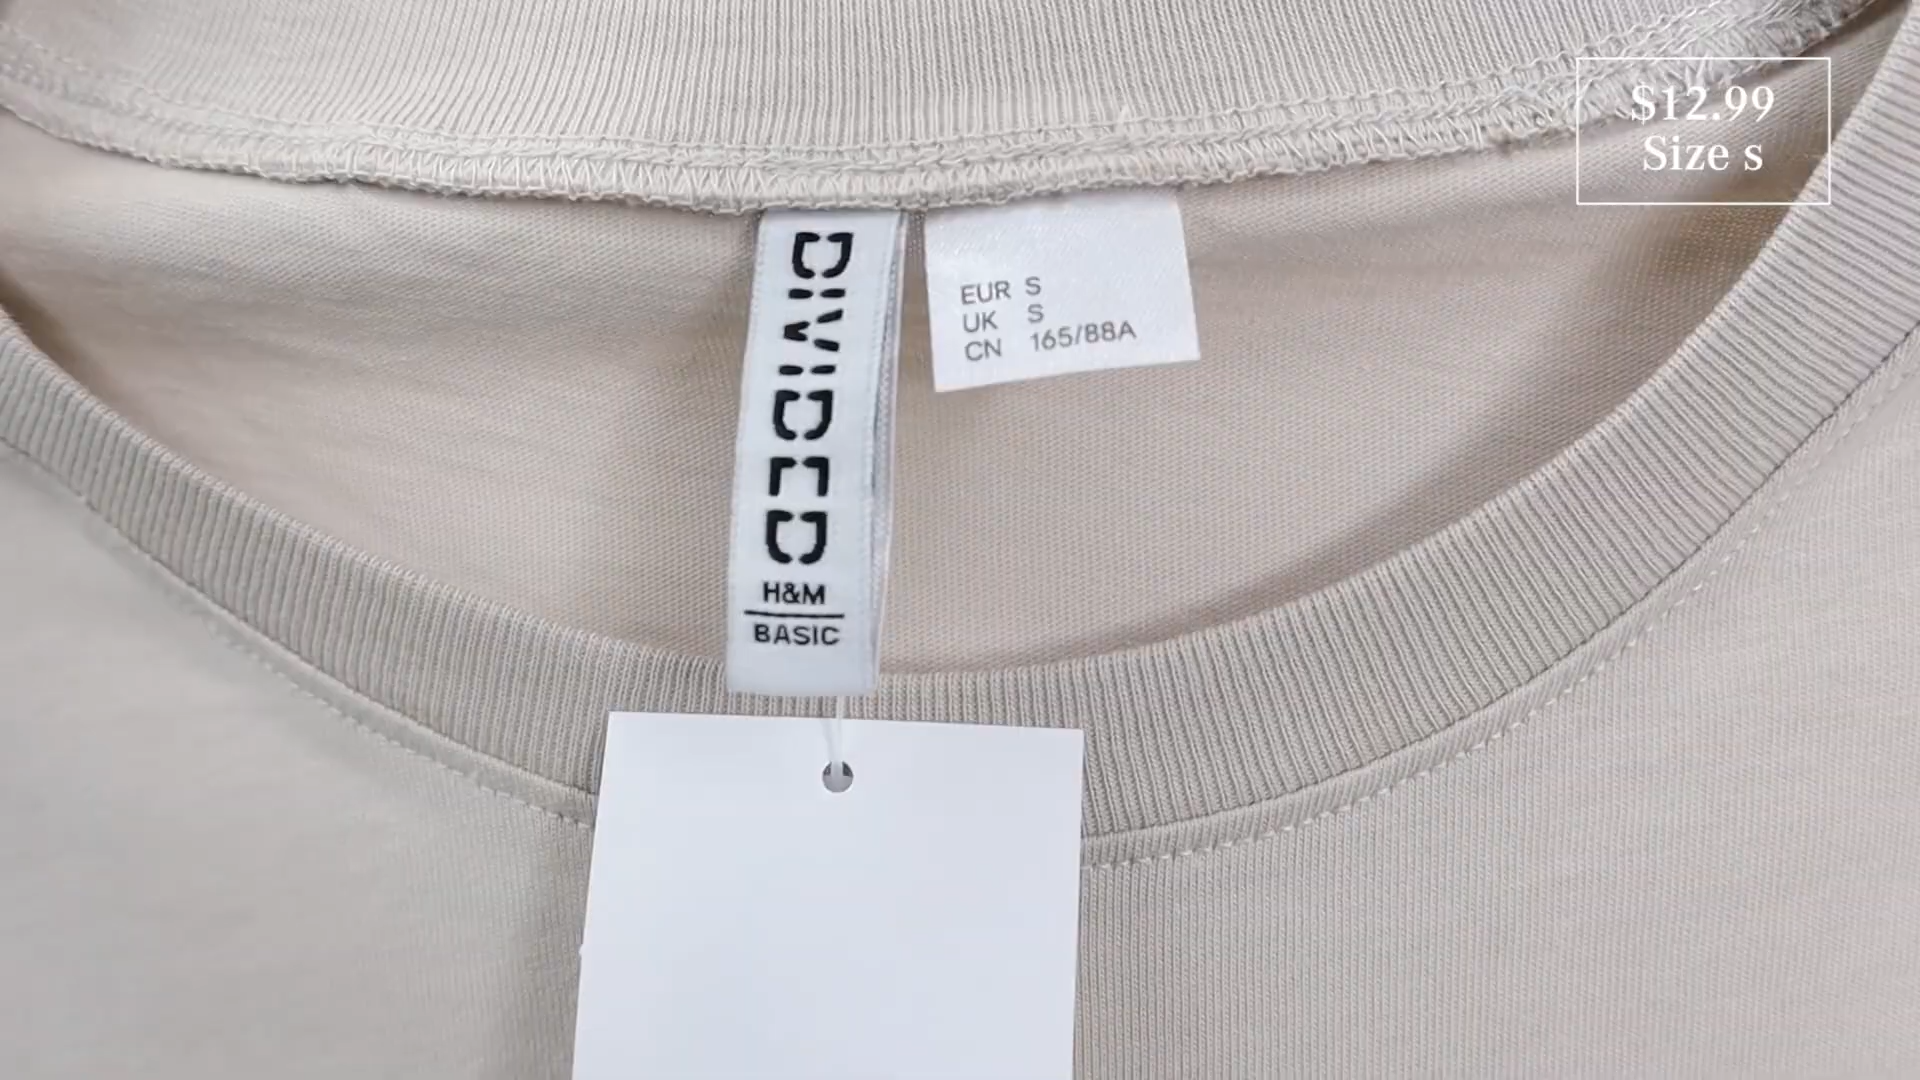 $12.99
Size s
DIVIDED
H&M
BASIC
EUR S
UK S
CN 165/88A